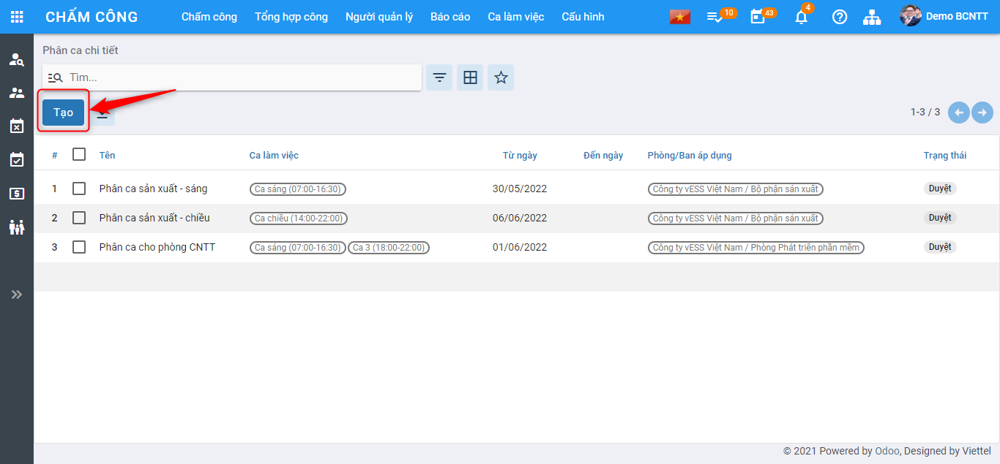 CHẤM CÔNG Chấm công Tổng hợp công Người quản lý Báo cáo Ca làm việc Cấu hình 10 43 4 Demo BCNTT
Phân ca chi tiết
Tìm...
Tạo 1-3 / 3
# Tên Ca làm việc Từ ngày Đến ngày Phòng/Ban áp dụng Trạng thái
1 Phân ca sản xuất - sáng Ca sáng (07:00-16:30) 30/05/2022 Công ty vESS Việt Nam / Bộ phận sản xuất Duyệt
2 Phân ca sản xuất - chiều Ca chiều (14:00-22:00) 06/06/2022 Công ty vESS Việt Nam / Bộ phận sản xuất Duyệt
3 Phân ca cho phòng CNTT Ca sáng (07:00-16:30) Ca 3 (18:00-22:00) 01/06/2022 Công ty vESS Việt Nam / Phòng Phát triên phần mềm Duyệt
© 2021 Powered by Odoo, Designed by Viettel